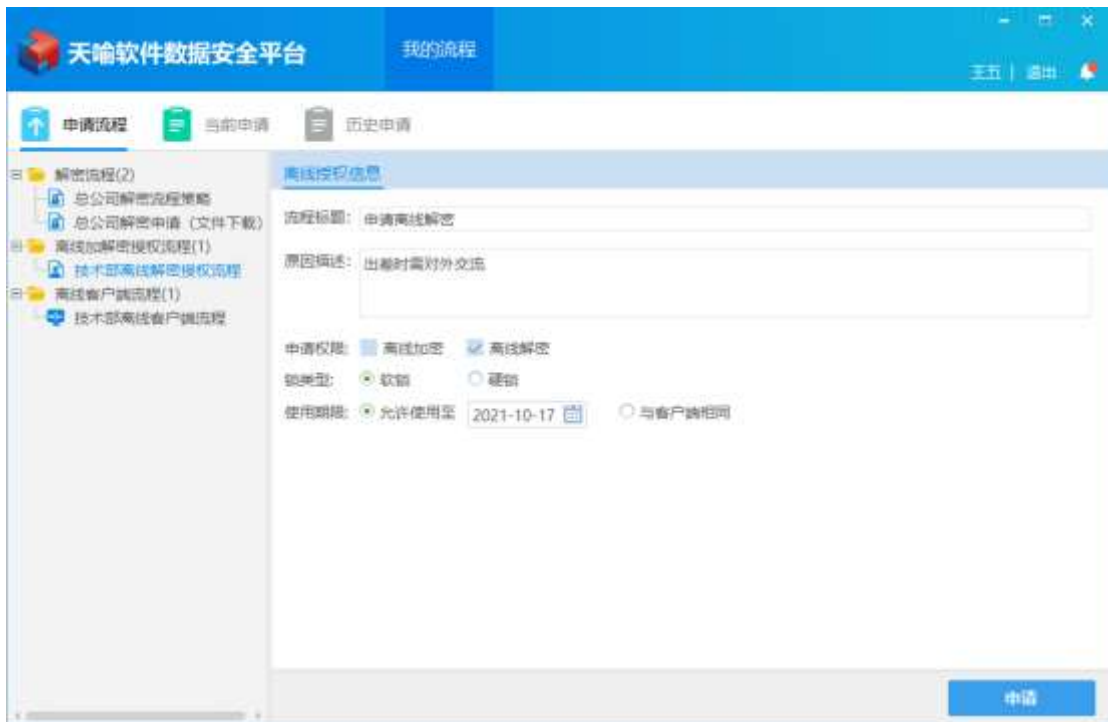 天喻软件数据安全平台
我的流程
王五 | 退出
申请流程
当前申请
历史申请
解密流程(2)
总公司解密流程策略
总公司解密申请（文件下载）
离线加解密授权流程(1)
技术部离线解密授权流程
离线客户端流程(1)
技术部离线客户端流程
离线授权信息
流程标题: 申请离线解密
原因描述: 出差时需对外交流
申请权限: 离线加密 离线解密
锁类型: 软锁 硬锁
使用期限: 允许使用至 2021-10-17 与客户端相同
申请